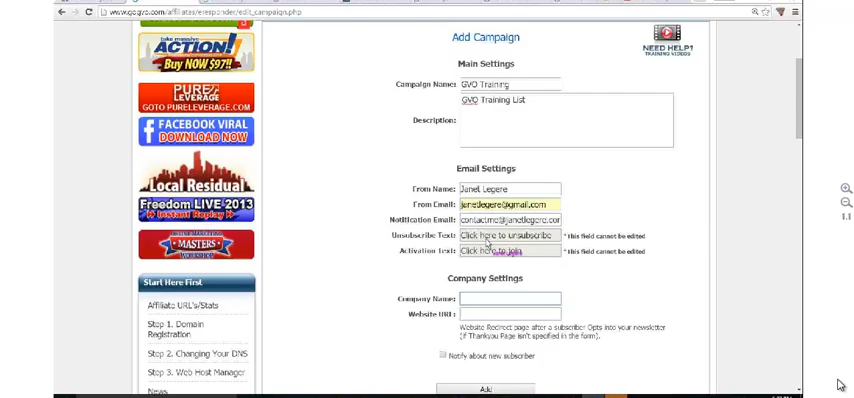 www.gogvo.com/affiliates/eresponder/edit_campaign.php
take massive
ACTION!
Buy NOW $97!!
PURE
LEVERAGE
GOTO PURELEVERAGE.COM
FACEBOOK VIRAL
DOWNLOAD NOW
Local Residual
Freedom LIVE 2013
Instant Replay
MASTERS
WORKSHOP
Start Here First
Affiliate URL's/Stats
Step 1. Domain
Registration
Step 2. Changing Your DNS
Step 3. Web Host Manager
News
Add Campaign
NEED HELP?
TRAINING VIDEOS
Main Settings
Campaign Name: GVO Training
Description: GVO Training List
Email Settings
From Name: Janet Legere
From Email: janetlegere@gmail.com
Notification Email: contactme@janetlegere.com
Unsubscribe Text: Click here to unsubscribe * This field cannot be edited
Activation Text: Click here to join * This field cannot be edited
Company Settings
Company Name:
Website URL:
Website Redirect page after a subscriber Opts into your newsletter
(if Thankyou Page isn't specified in the form).
Notify about new subscriber
Add
1.1